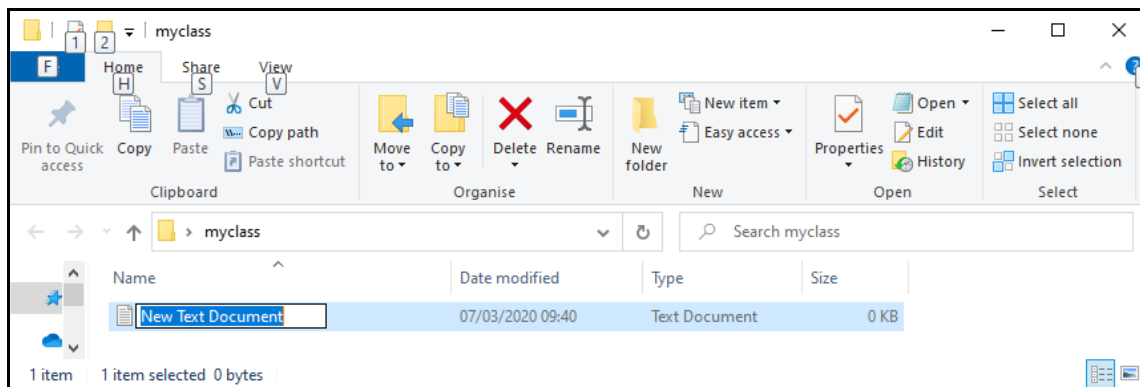 myclass
1 2
F Home Share View
H S V
Pin to Quick access
Copy
Paste
Cut
Copy path
Paste shortcut
Clipboard
Move to
Copy to
Delete
Rename
Organise
New folder
New item
Easy access
New
Properties
Open
Edit
History
Open
Select all
Select none
Invert selection
Select
myclass
Search myclass
Name Date modified Type Size
New Text Document 07/03/2020 09:40 Text Document 0 KB
1 item 1 item selected 0 bytes